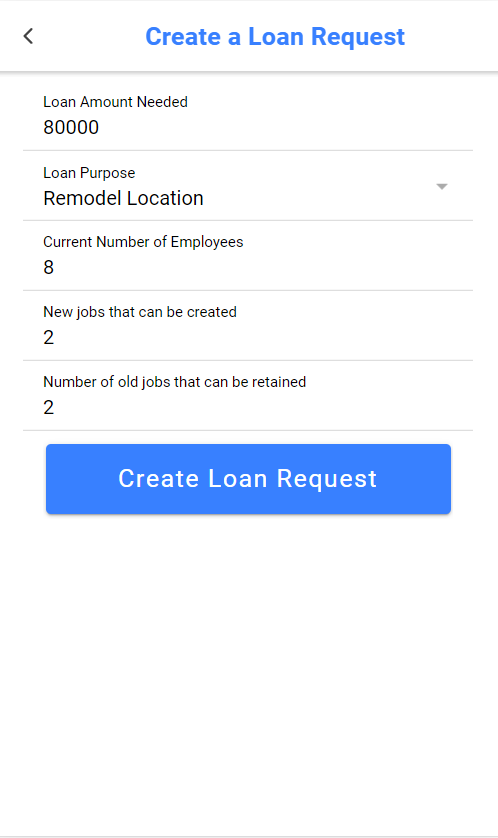 Create a Loan Request
Loan Amount Needed
80000
Loan Purpose
Remodel Location
Current Number of Employees
8
New jobs that can be created
2
Number of old jobs that can be retained
2
Create Loan Request